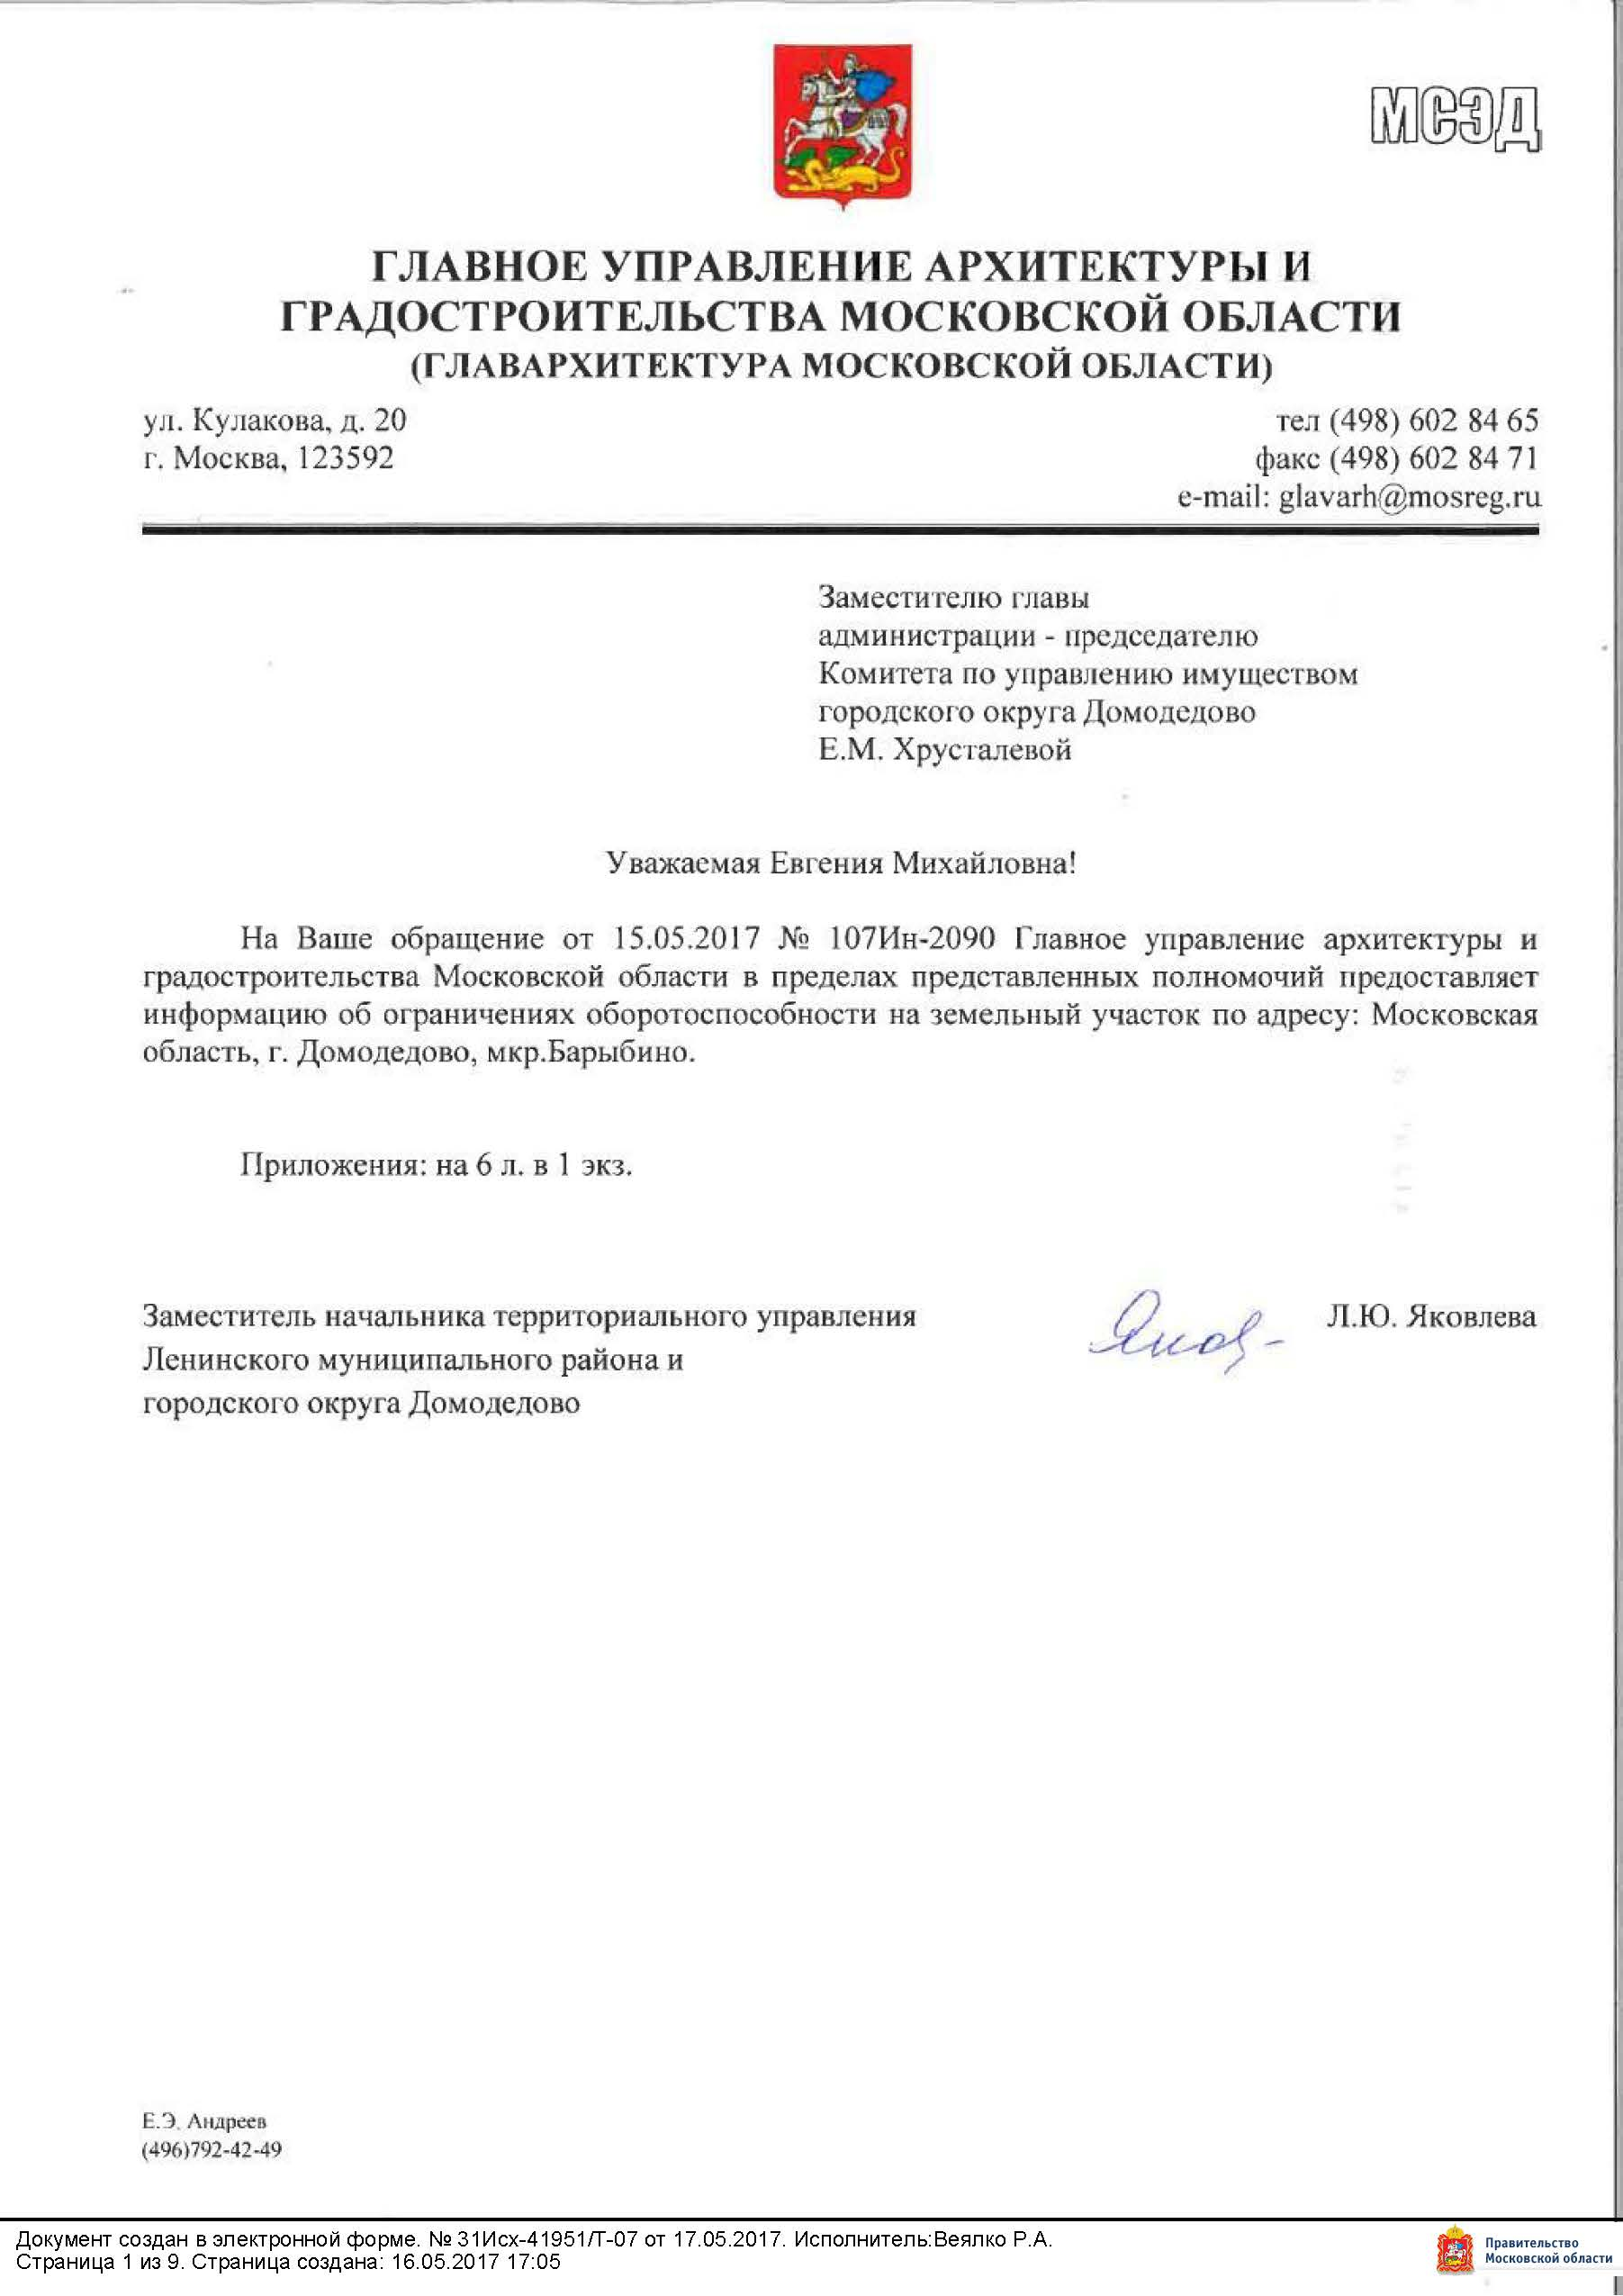 МСЭД
ГЛАВНОЕ УПРАВЛЕНИЕ АРХИТЕКТУРЫ И
ГРАДОСТРОИТЕЛЬСТВА МОСКОВСКОЙ ОБЛАСТИ
(ГЛАВАРХИТЕКТУРА МОСКОВСКОЙ ОБЛАСТИ)
ул. Кулакова, д. 20
г. Москва, 123592
тел (498) 602 84 65
факс (498) 602 84 71
e-mail: glavarh@mosreg.ru
Заместителю главы
администрации - председателю
Комитета по управлению имуществом
городского округа Домодедово
Е.М. Хрусталевой
Уважаемая Евгения Михайловна!
На Ваше обращение от 15.05.2017 № 107Ин-2090 Главное управление архитектуры и
градостроительства Московской области в пределах представленных полномочий предоставляет
информацию об ограничениях оборотоспособности на земельный участок по адресу: Московская
область, г. Домодедово, мкр.Барыбино.
Приложения: на 6 л. в 1 экз.
Заместитель начальника территориального управления
Ленинского муниципального района и
городского округа Домодедово
Л.Ю. Яковлева
Е.Э. Андреев
(496)792-42-49
Документ создан в электронной форме. № 31Исх-41951/Т-07 от 17.05.2017. Исполнитель:Веялко Р.А.
Страница 1 из 9. Страница создана: 16.05.2017 17:05
Правительство
Московской области